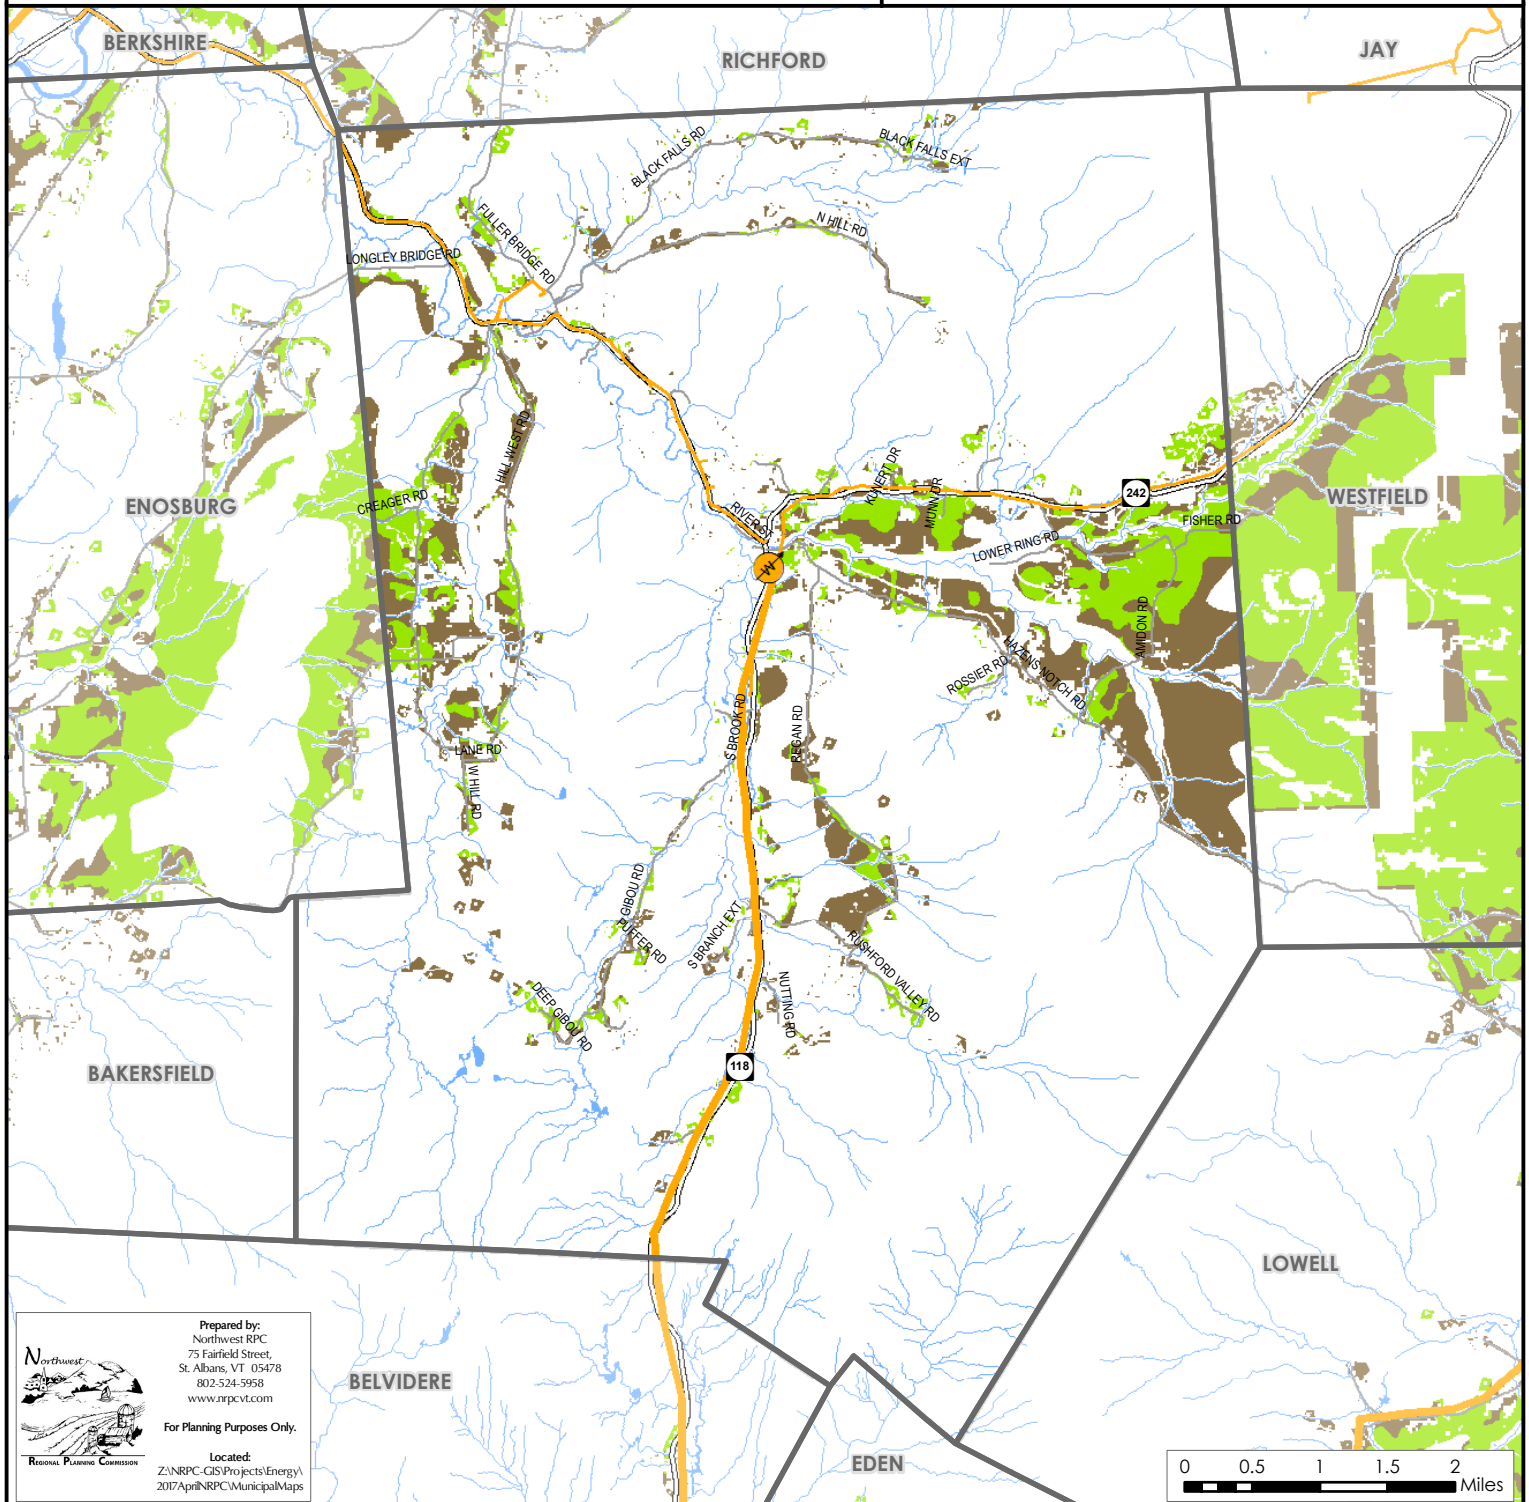 BERKSHIRE
RICHFORD
JAY
BLACK FALLS RD
BLACK FALLS EXT
FULLER BRIDGE RD
N HILL RD
LONGLEY BRIDGE RD
HILL WEST RD
KUNERT DR
MUNN DR
242
WESTFIELD
ENOSBURG
CREAGER RD
RIVER ST
FISHER RD
LOWER RING RD
W
AMIDON RD
HAZENS NOTCH RD
ROSSIER RD
S BROOK RD
REGAN RD
LANE RD
W HILL RD
GIBOU RD
PUFFER RD
S BRANCH EXT
RUSHFORD VALLEY RD
DEEP GIBOU RD
NUTTING RD
118
BAKERSFIELD
LOWELL
BELVIDERE
EDEN
Northwest
REGIONAL PLANNING COMMISSION
Prepared by:
Northwest RPC
75 Fairfield Street,
St. Albans, VT 05478
802-524-5958
www.nrpcvt.com
For Planning Purposes Only.
Located:
Z:\NRPC-GIS\Projects\Energy\
2017AprilNRPC\MunicipalMaps
0 0.5 1 1.5 2
Miles